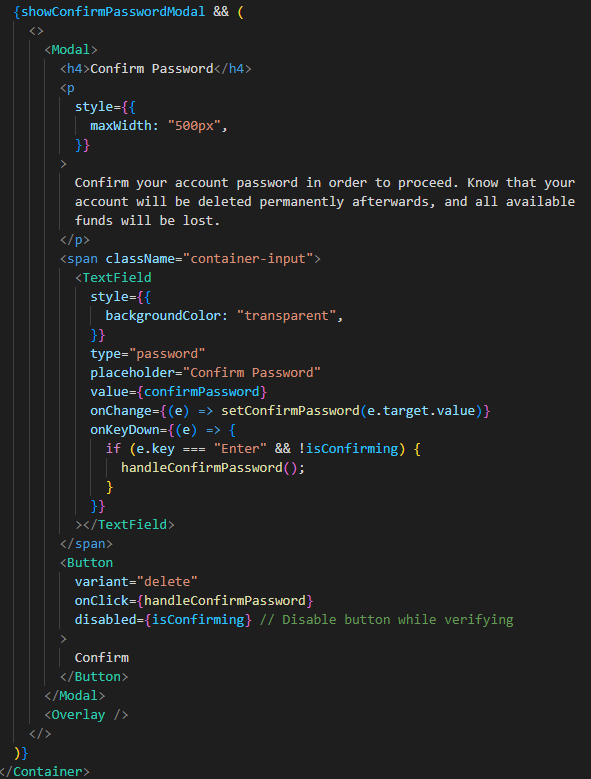 {showConfirmPasswordModal && (
<>
<Modal>
<h4>Confirm Password</h4>
<p
style={{
maxWidth: "500px",
}}
>
Confirm your account password in order to proceed. Know that your
account will be deleted permanently afterwards, and all available
funds will be lost.
</p>
<span className="container-input">
<TextField
style={{
backgroundColor: "transparent",
}}
type="password"
placeholder="Confirm Password"
value={confirmPassword}
onChange={(e) => setConfirmPassword(e.target.value)}
onKeyDown={(e) => {
if (e.key === "Enter" && !isConfirming) {
handleConfirmPassword();
}
}}
></TextField>
</span>
<Button
variant="delete"
onClick={handleConfirmPassword}
disabled={isConfirming} // Disable button while verifying
>
Confirm
</Button>
</Modal>
<Overlay />
</>
)}
</Container>